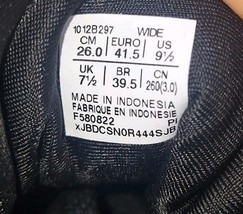 1012B297 WIDE
CM EURO US
26.0 41.5 9½
UK BR CN
7½ 39.5 260(3.0)
MADE IN INDONESIA
FABRIQUE EN INDONESIE
F580822 PI
XJBDCSN0R444SJB